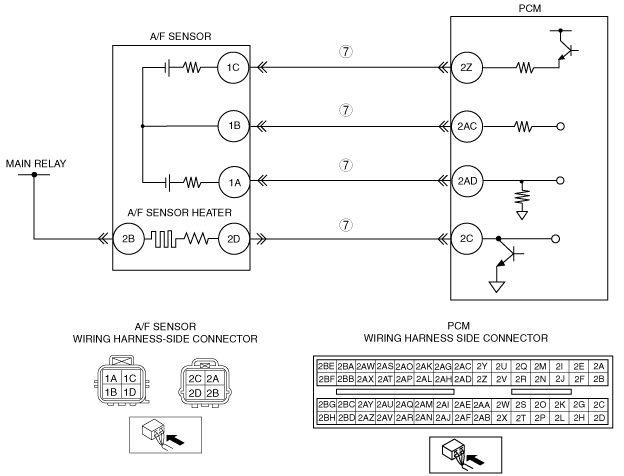 A/F SENSOR
PCM
7
1C
2Z
7
1B
2AC
7
1A
2AD
MAIN RELAY
A/F SENSOR HEATER
7
2B
2D
2C
A/F SENSOR
WIRING HARNESS-SIDE CONNECTOR
1A 1C
1B 1D
2C 2A
2D 2B
PCM
WIRING HARNESS SIDE CONNECTOR
2BE 2BA 2AW 2AS 2AO 2AK 2AG 2AC 2Y 2U 2Q 2M 2I 2E 2A
2BF 2BB 2AX 2AT 2AP 2AL 2AH 2AD 2Z 2V 2R 2N 2J 2F 2B
2BG 2BC 2AY 2AU 2AQ 2AM 2AI 2AE 2AA 2W 2S 2O 2K 2G 2C
2BH 2BD 2AZ 2AV 2AR 2AN 2AJ 2AF 2AB 2X 2T 2P 2L 2H 2D